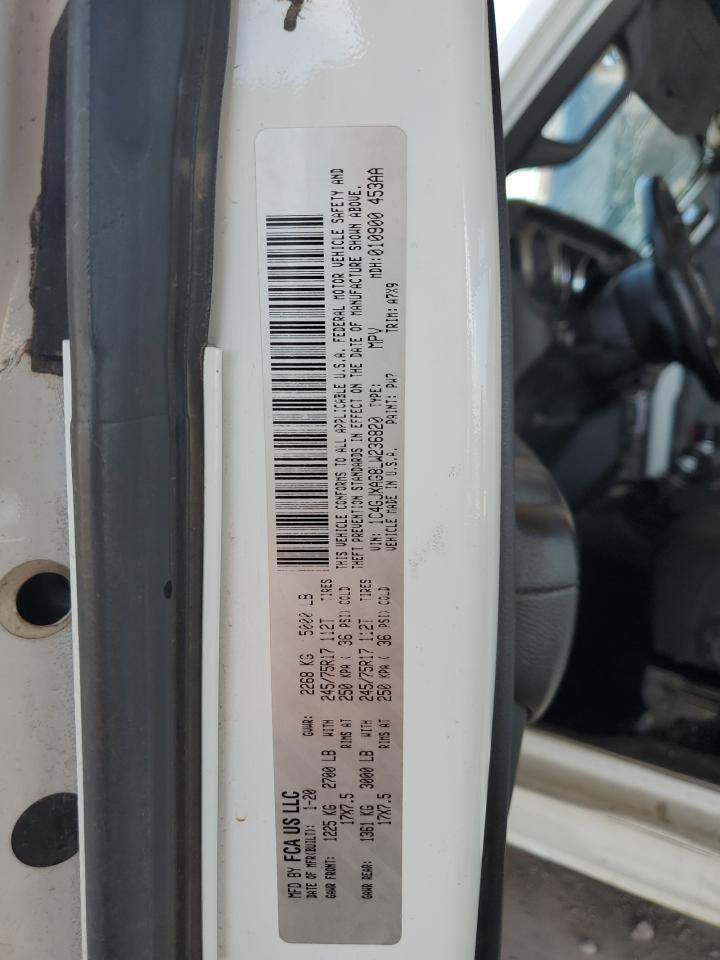 MFD BY FCA US LLC
DATE OF MFR(BUILT): 1-20 GVWR: 2268 KG 5000 LB
GAWR FRONT: 1225 KG 2700 LB WITH 245/75R17 112T TIRES
17X7.5 RIMS AT 250 KPA ( 36 PSI) COLD
GAWR REAR: 1361 KG 3000 LB WITH 245/75R17 112T TIRES
17X7.5 RIMS AT 250 KPA ( 36 PSI) COLD
THIS VEHICLE CONFORMS TO ALL APPLICABLE U.S.A. FEDERAL MOTOR VEHICLE SAFETY AND
THEFT PREVENTION STANDARDS IN EFFECT ON THE DATE OF MANUFACTURE SHOWN ABOVE.
VIN: 1C4GJXAG8LW236820 TYPE: MPV MDH:010900 453AA
VEHICLE MADE IN U.S.A. PAINT: PW7 TRIM: A7X9